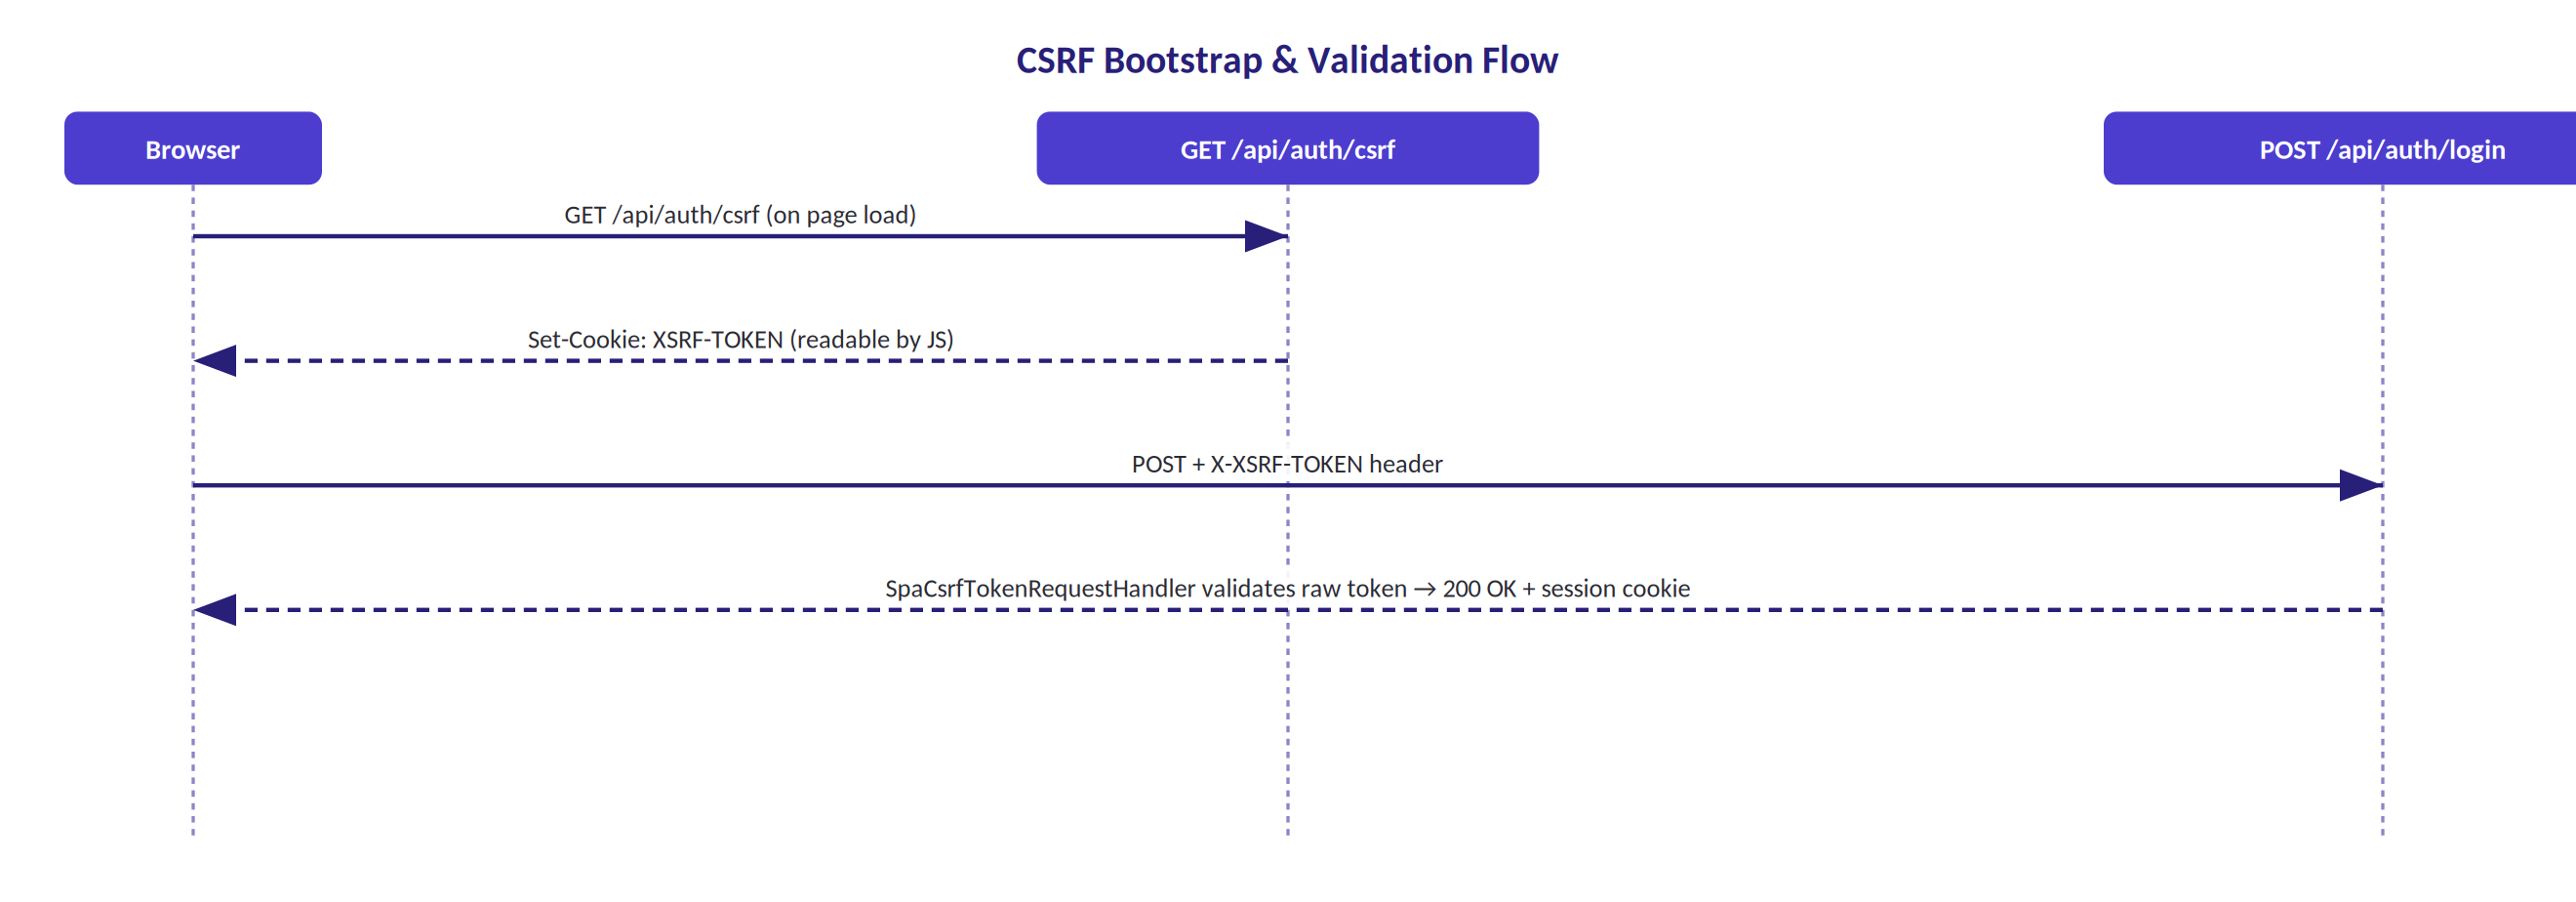 CSRF Bootstrap & Validation Flow
Browser
GET /api/auth/csrf
POST /api/auth/login
GET /api/auth/csrf (on page load)
Set-Cookie: XSRF-TOKEN (readable by JS)
POST + X-XSRF-TOKEN header
SpaCsrfTokenRequestHandler validates raw token → 200 OK + session cookie